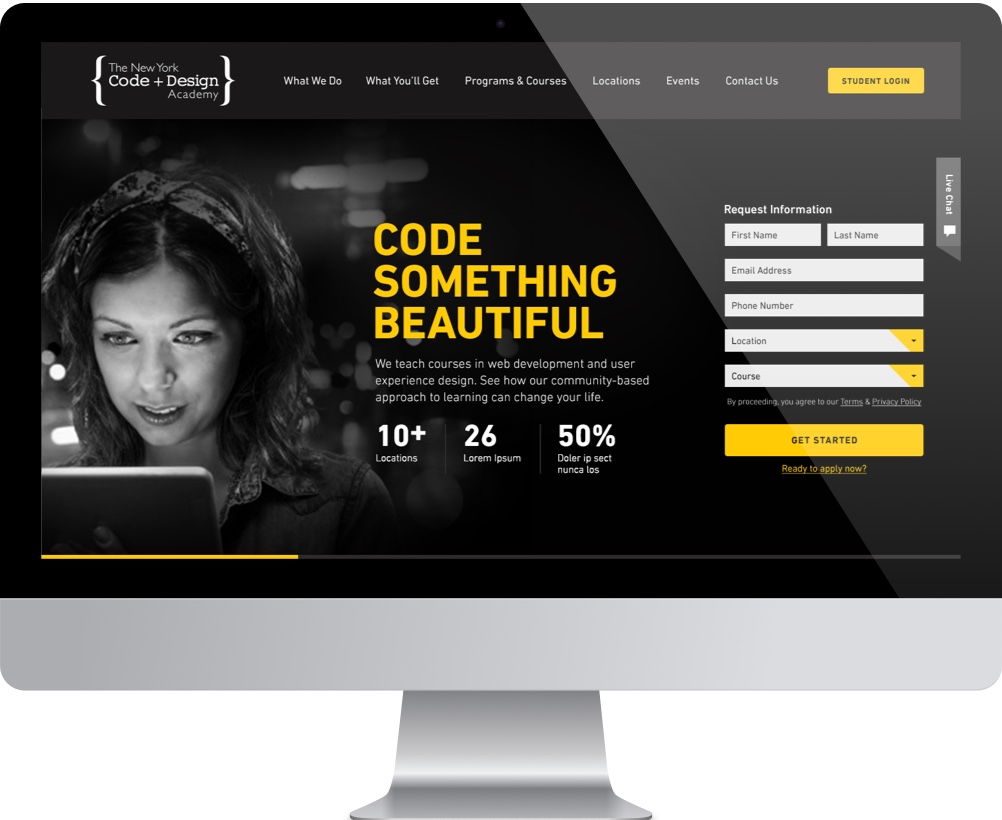 The New York
Code + Design
Academy
What We Do
What You'll Get
Programs & Courses
Locations
Events
Contact Us
STUDENT LOGIN
Live Chat
CODE
SOMETHING
BEAUTIFUL
We teach courses in web development and user
experience design. See how our community-based
approach to learning can change your life.
10+
Locations
26
Lorem Ipsum
50%
Doler ip sect
nunca los
Request Information
First Name
Last Name
Email Address
Phone Number
Location
Course
By proceeding, you agree to our Terms & Privacy Policy
GET STARTED
Ready to apply now?